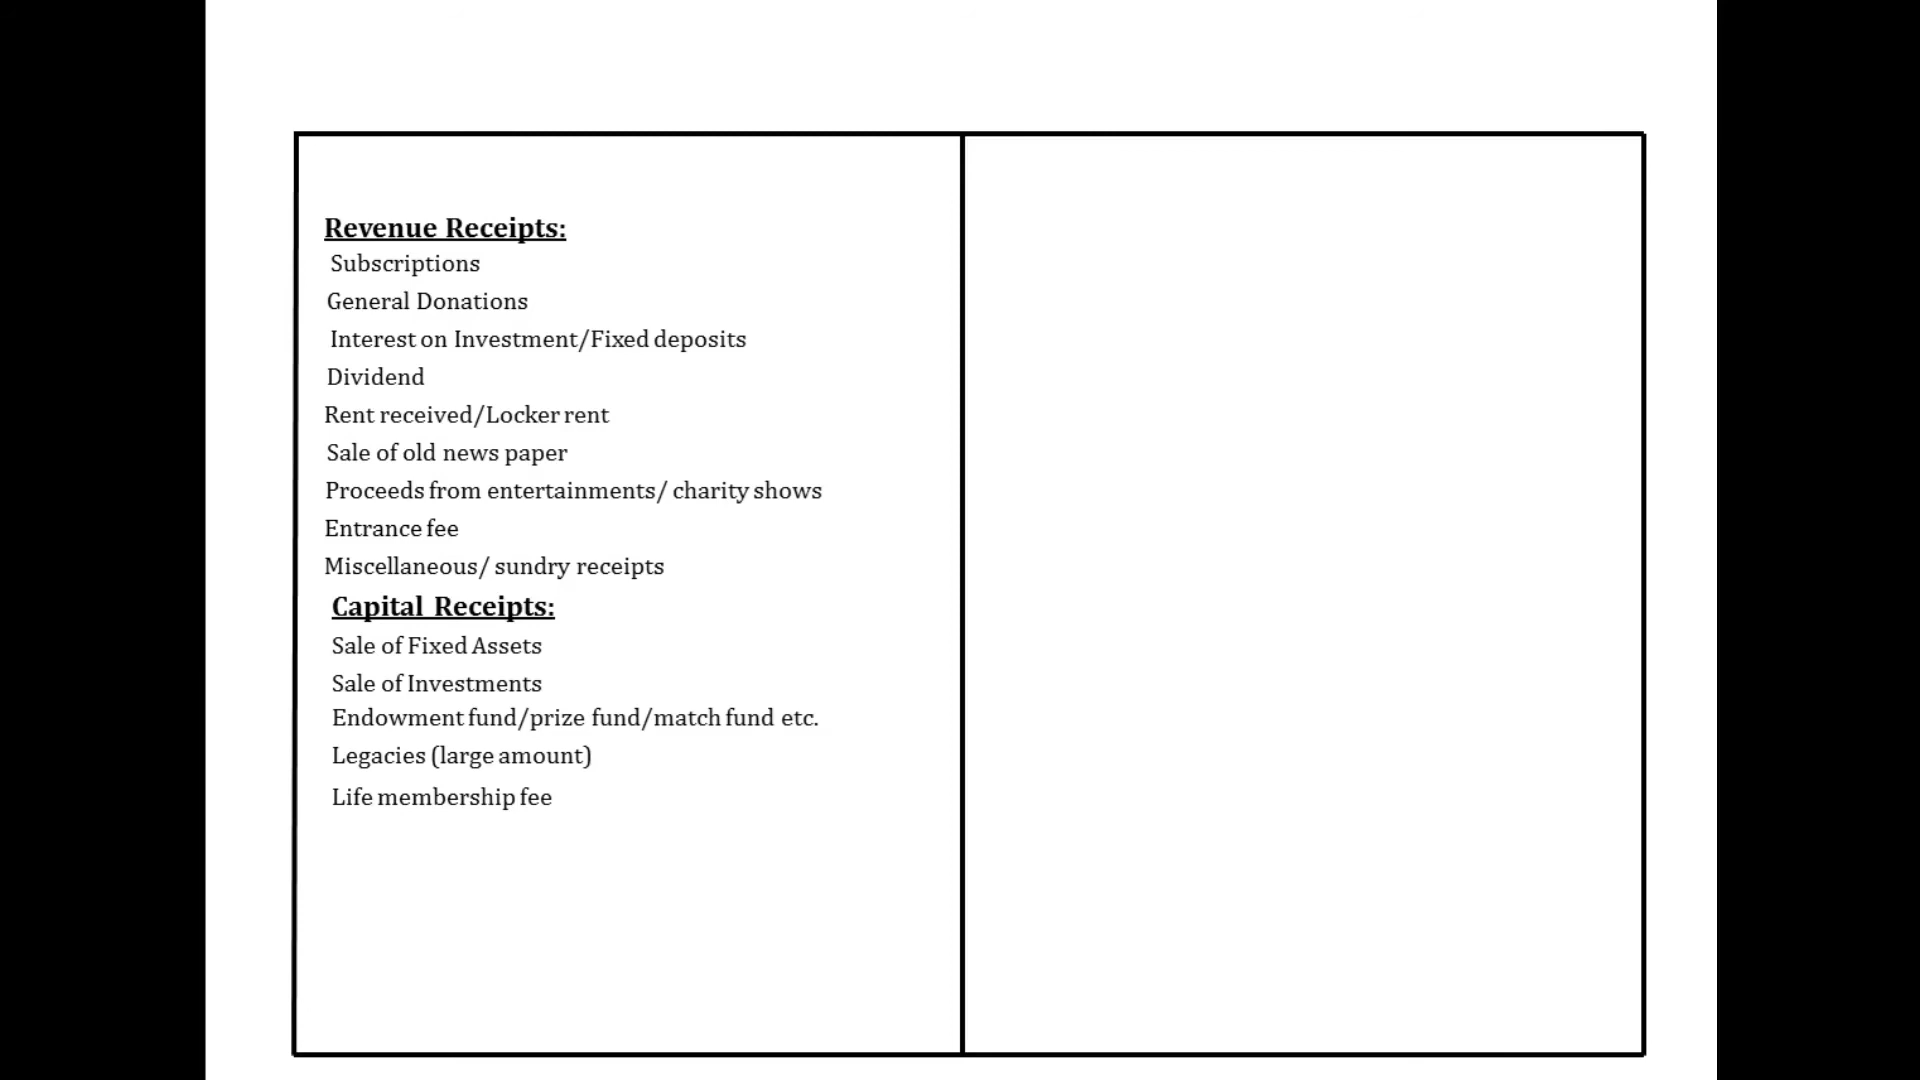 Revenue Receipts:
Subscriptions
General Donations
Interest on Investment/Fixed deposits
Dividend
Rent received/Locker rent
Sale of old news paper
Proceeds from entertainments/ charity shows
Entrance fee
Miscellaneous/ sundry receipts
Capital Receipts:
Sale of Fixed Assets
Sale of Investments
Endowment fund/prize fund/match fund etc.
Legacies (large amount)
Life membership fee